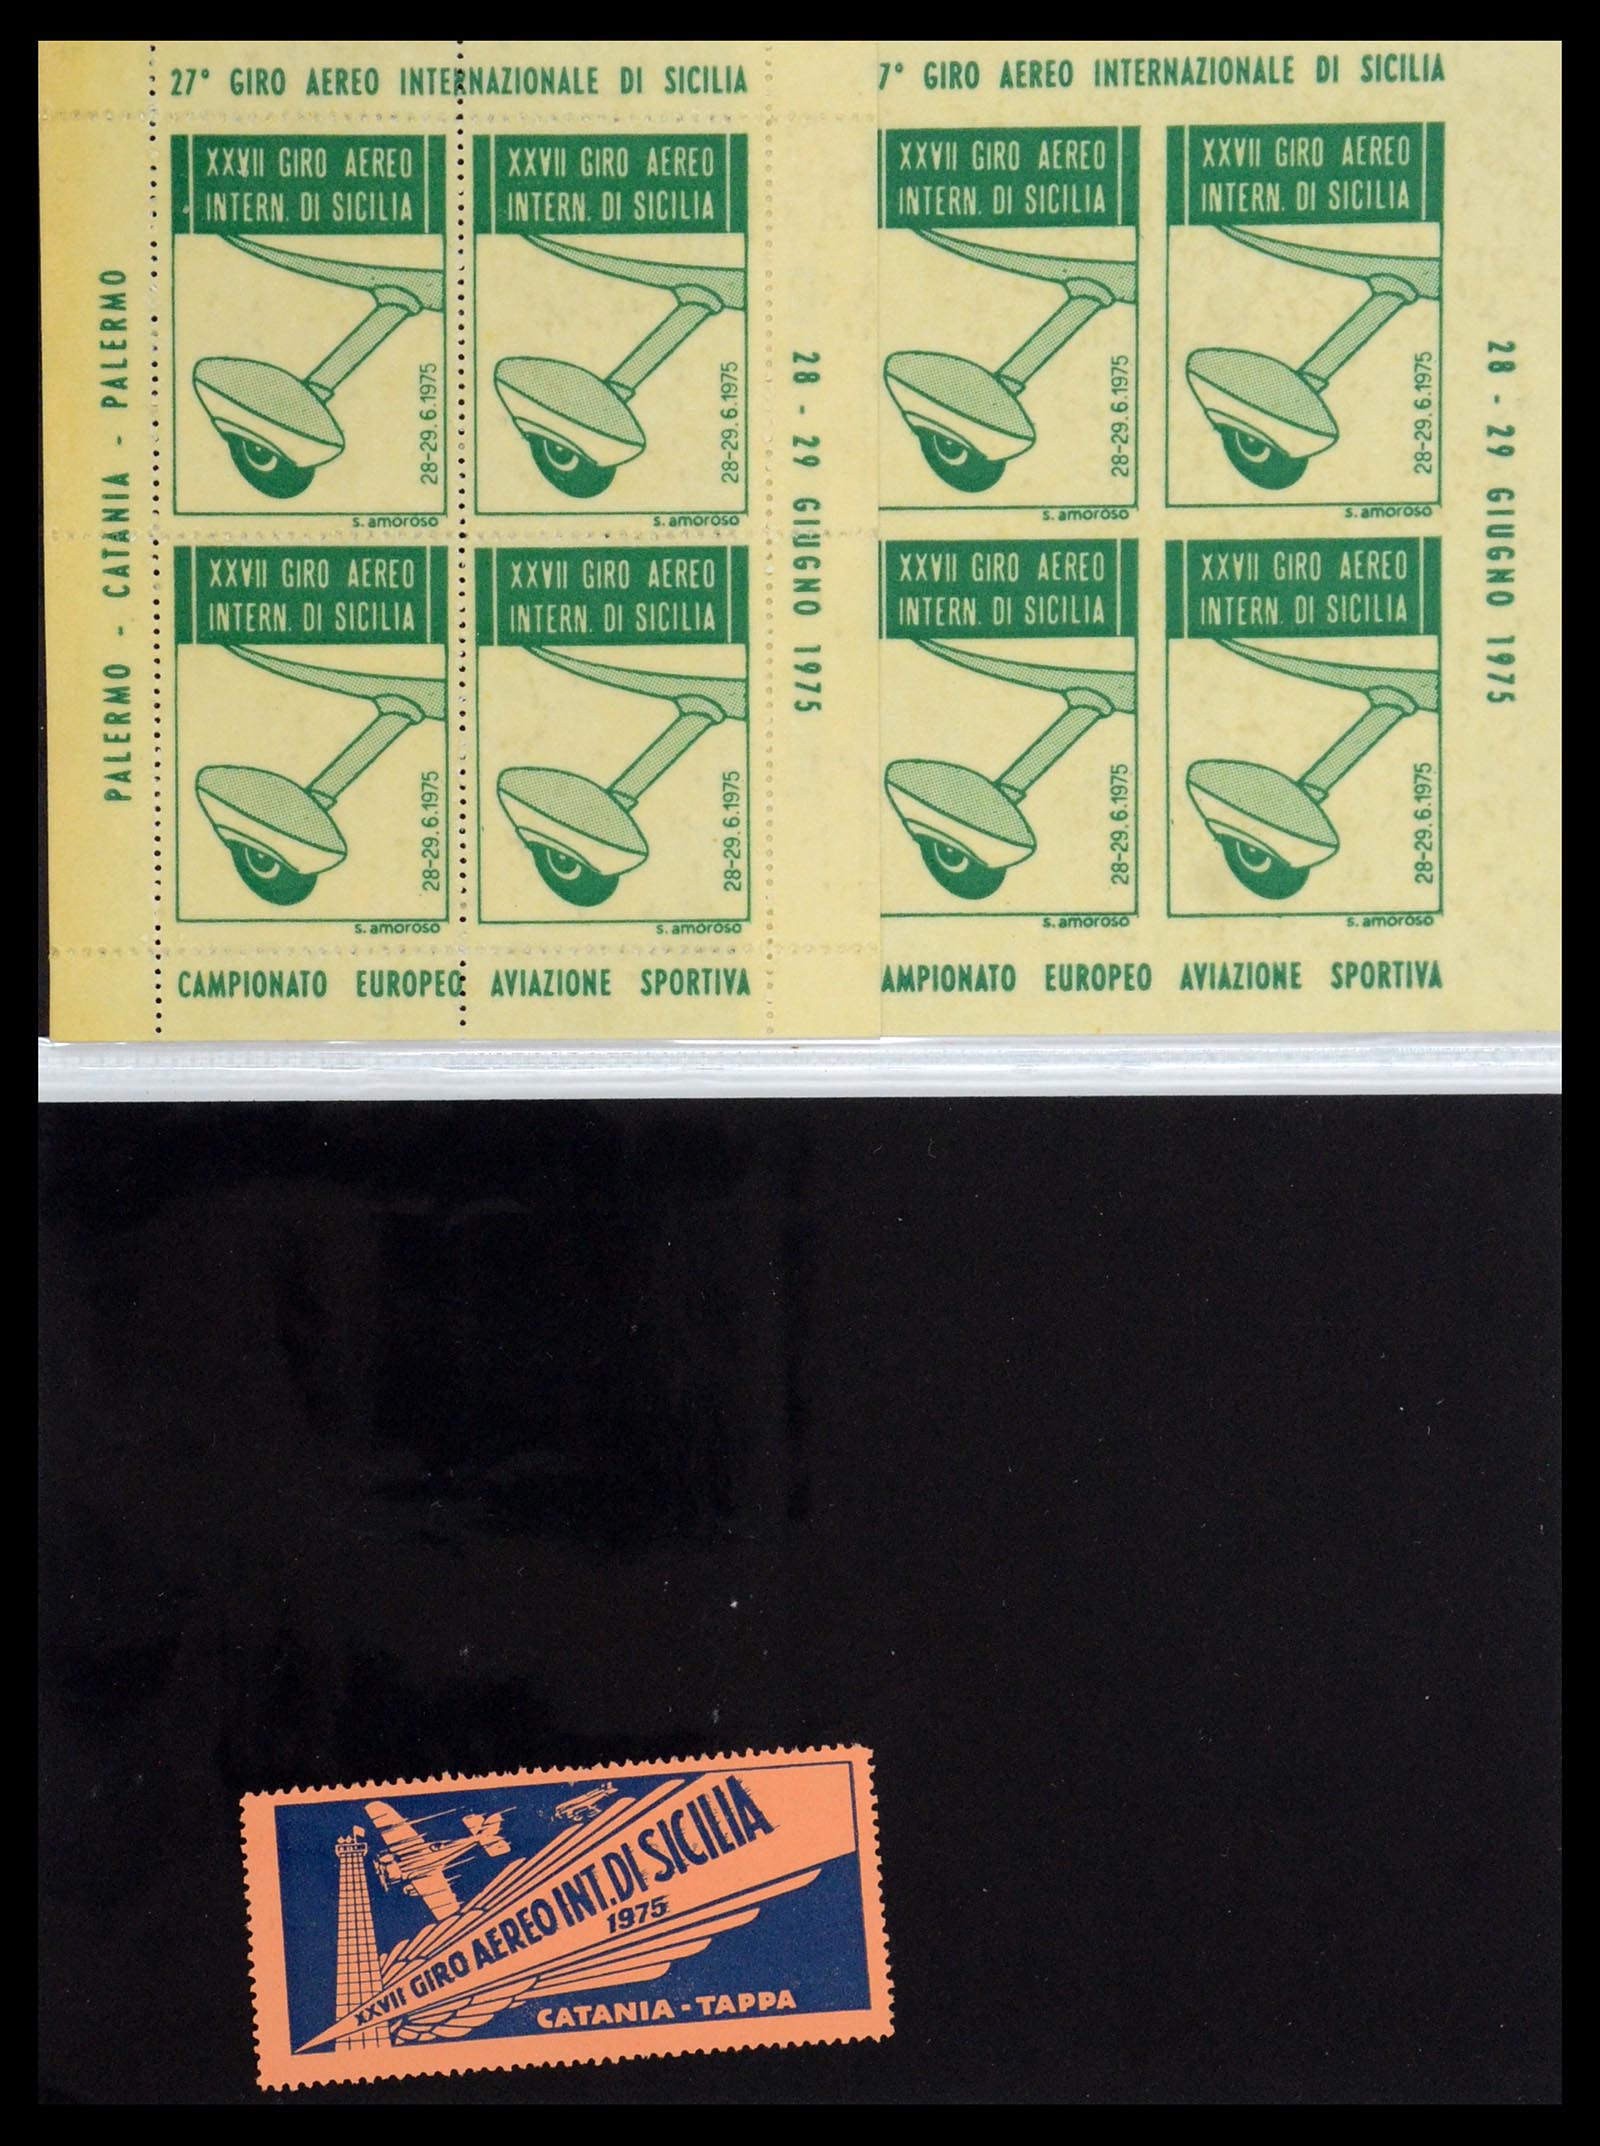 27° GIRO AEREO INTERNAZIONALE DI SICILIA
XXVII GIRO AEREO
INTERN. DI SICILIA
28-29.6.1975
s. amoroso
XXVII GIRO AEREO
INTERN. DI SICILIA
28-29.6.1975
s. amoroso
XXVII GIRO AEREO
INTERN. DI SICILIA
28-29.6.1975
s. amoroso
XXVII GIRO AEREO
INTERN. DI SICILIA
28-29.6.1975
s. amoroso
PALERMO - CATANIA - PALERMO
28 - 29 GIUGNO 1975
CAMPIONATO EUROPEO AVIAZIONE SPORTIVA
7° GIRO AEREO INTERNAZIONALE DI SICILIA
XXVII GIRO AEREO
INTERN. DI SICILIA
28-29.6.1975
s. amoroso
XXVII GIRO AEREO
INTERN. DI SICILIA
28-29.6.1975
s. amoroso
XXVII GIRO AEREO
INTERN. DI SICILIA
28-29.6.1975
s. amoroso
XXVII GIRO AEREO
INTERN. DI SICILIA
28-29.6.1975
s. amoroso
28 - 29 GIUGNO 1975
AMPIONATO EUROPEO AVIAZIONE SPORTIVA
XXVII GIRO AEREO INT. DI SICILIA
1975
CATANIA - TAPPA